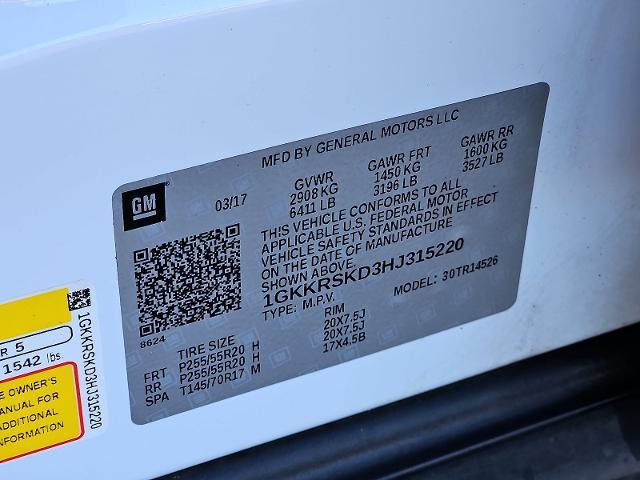 MFD BY GENERAL MOTORS LLC
GM
03/17
GVWR GAWR FRT GAWR RR
2908 KG 1450 KG 1600 KG
6411 LB 3196 LB 3527 LB
THIS VEHICLE CONFORMS TO ALL
APPLICABLE U.S. FEDERAL MOTOR
VEHICLE SAFETY STANDARDS IN EFFECT
ON THE DATE OF MANUFACTURE
SHOWN ABOVE.
1GKKRSKD3HJ315220
TYPE: M.P.V. MODEL: 30TR14526
8624
TIRE SIZE RIM
FRT P255/55R20 H 20X7.5J
RR P255/55R20 H 20X7.5J
SPA T145/70R17 M 17X4.5B
R 5
1542 lbs
E OWNER'S
ANUAL FOR
ADDITIONAL
NFORMATION
1GKKRSKD3HJ315220